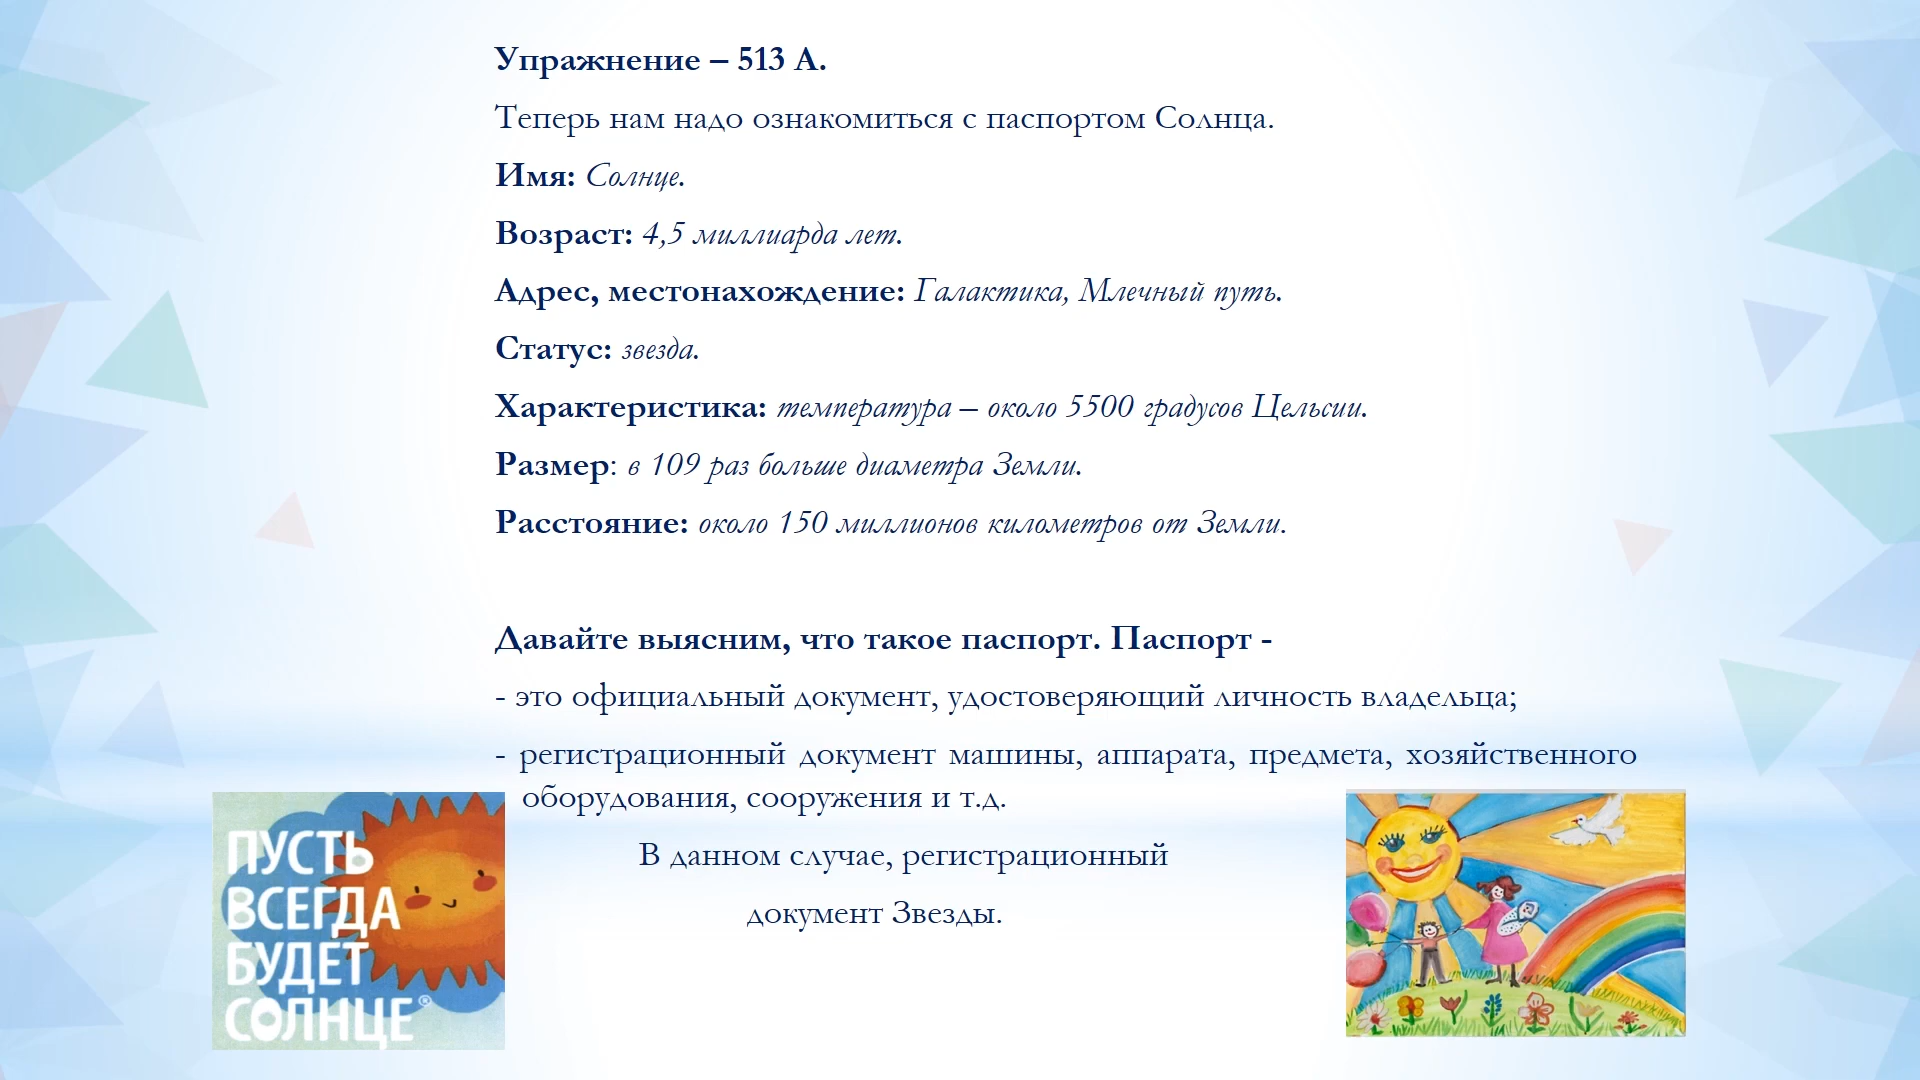 Упражнение – 513 А.
Теперь нам надо ознакомиться с паспортом Солнца.
Имя: Солнце.
Возраст: 4,5 миллиарда лет.
Адрес, местонахождение: Галактика, Млечный путь.
Статус: звезда.
Характеристика: температура – около 5500 градусов Цельсии.
Размер: в 109 раз больше диаметра Земли.
Расстояние: около 150 миллионов километров от Земли.
Давайте выясним, что такое паспорт. Паспорт -
- это официальный документ, удостоверяющий личность владельца;
- регистрационный документ машины, аппарата, предмета, хозяйственного
оборудования, сооружения и т.д.
В данном случае, регистрационный
документ Звезды.
ПУСТЬ
ВСЕГДА
БУДЕТ
СОЛНЦЕ®